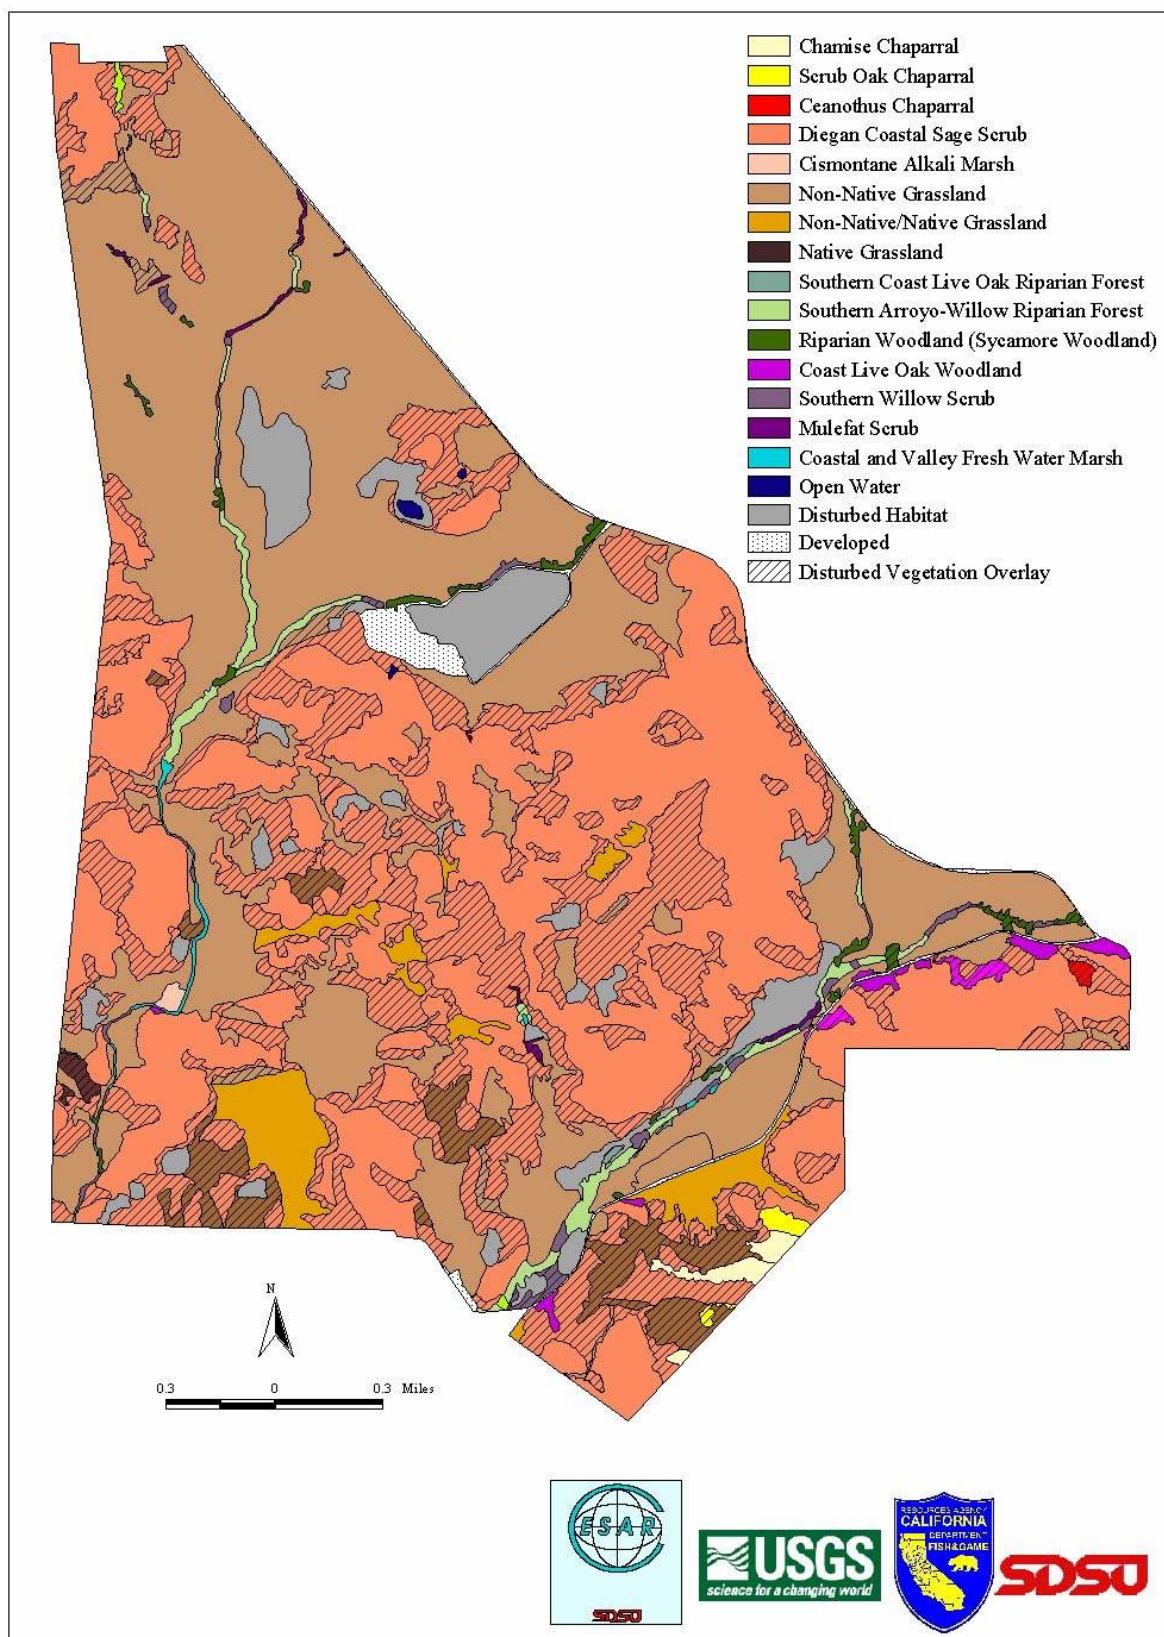 Chamise Chaparral
Scrub Oak Chaparral
Ceanothus Chaparral
Diegan Coastal Sage Scrub
Cismontane Alkali Marsh
Non-Native Grassland
Non-Native/Native Grassland
Native Grassland
Southern Coast Live Oak Riparian Forest
Southern Arroyo-Willow Riparian Forest
Riparian Woodland (Sycamore Woodland)
Coast Live Oak Woodland
Southern Willow Scrub
Mulefat Scrub
Coastal and Valley Fresh Water Marsh
Open Water
Disturbed Habitat
Developed
Disturbed Vegetation Overlay
N
0.3 0 0.3 Miles
CESAR
SDSU
USGS
science for a changing world
RESOURCES AGENCY
CALIFORNIA
DEPARTMENT
FISH&GAME
SDSU